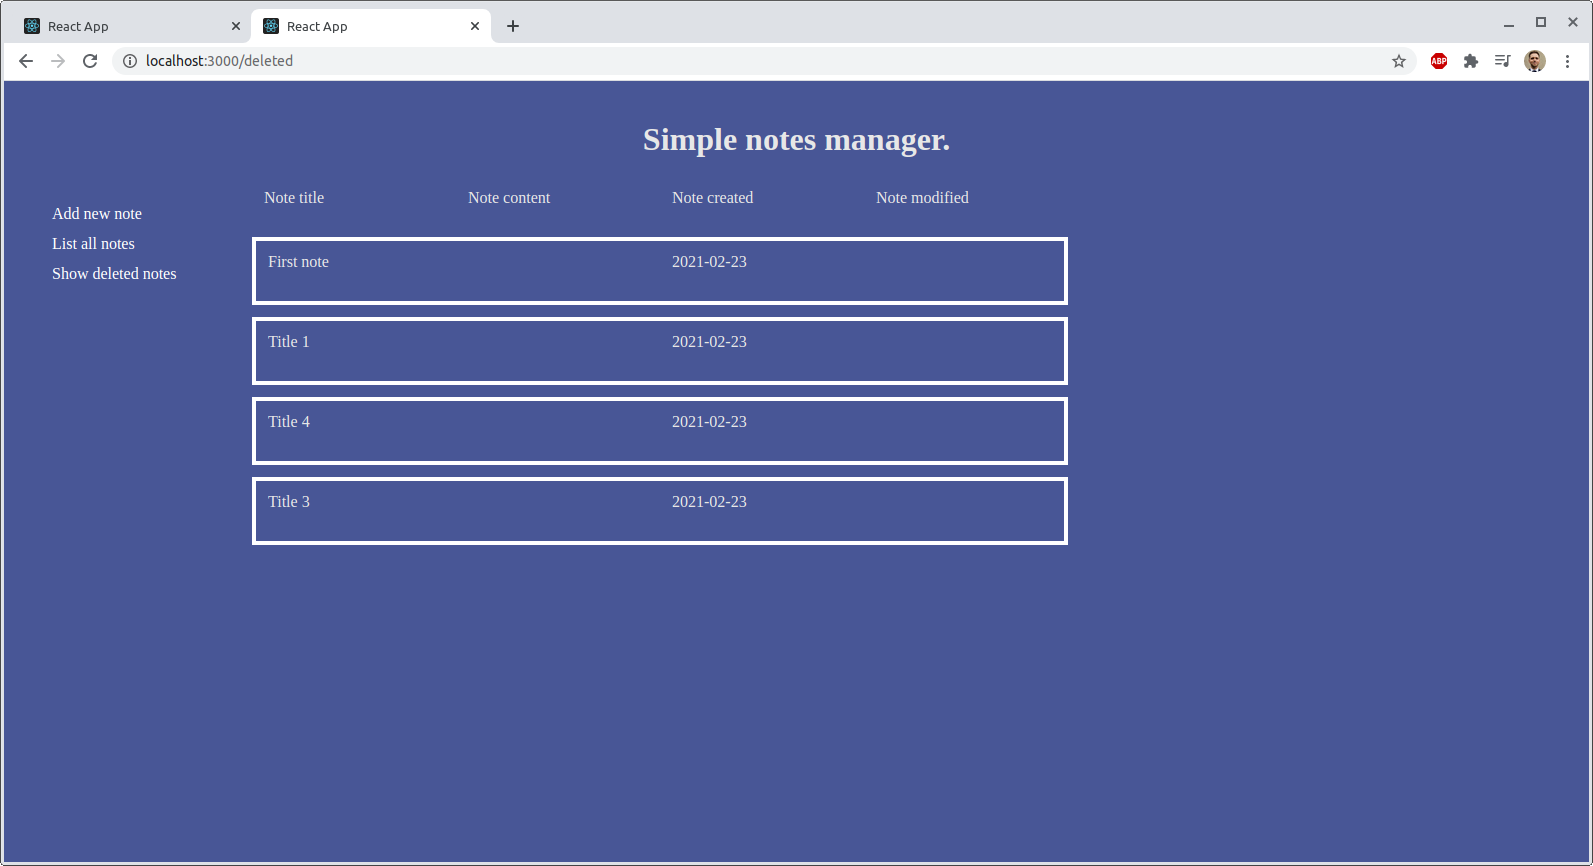 React App
React App
localhost:3000/deleted
ABP
Simple notes manager.
Add new note
List all notes
Show deleted notes
Note title Note content Note created Note modified
First note 2021-02-23
Title 1 2021-02-23
Title 4 2021-02-23
Title 3 2021-02-23